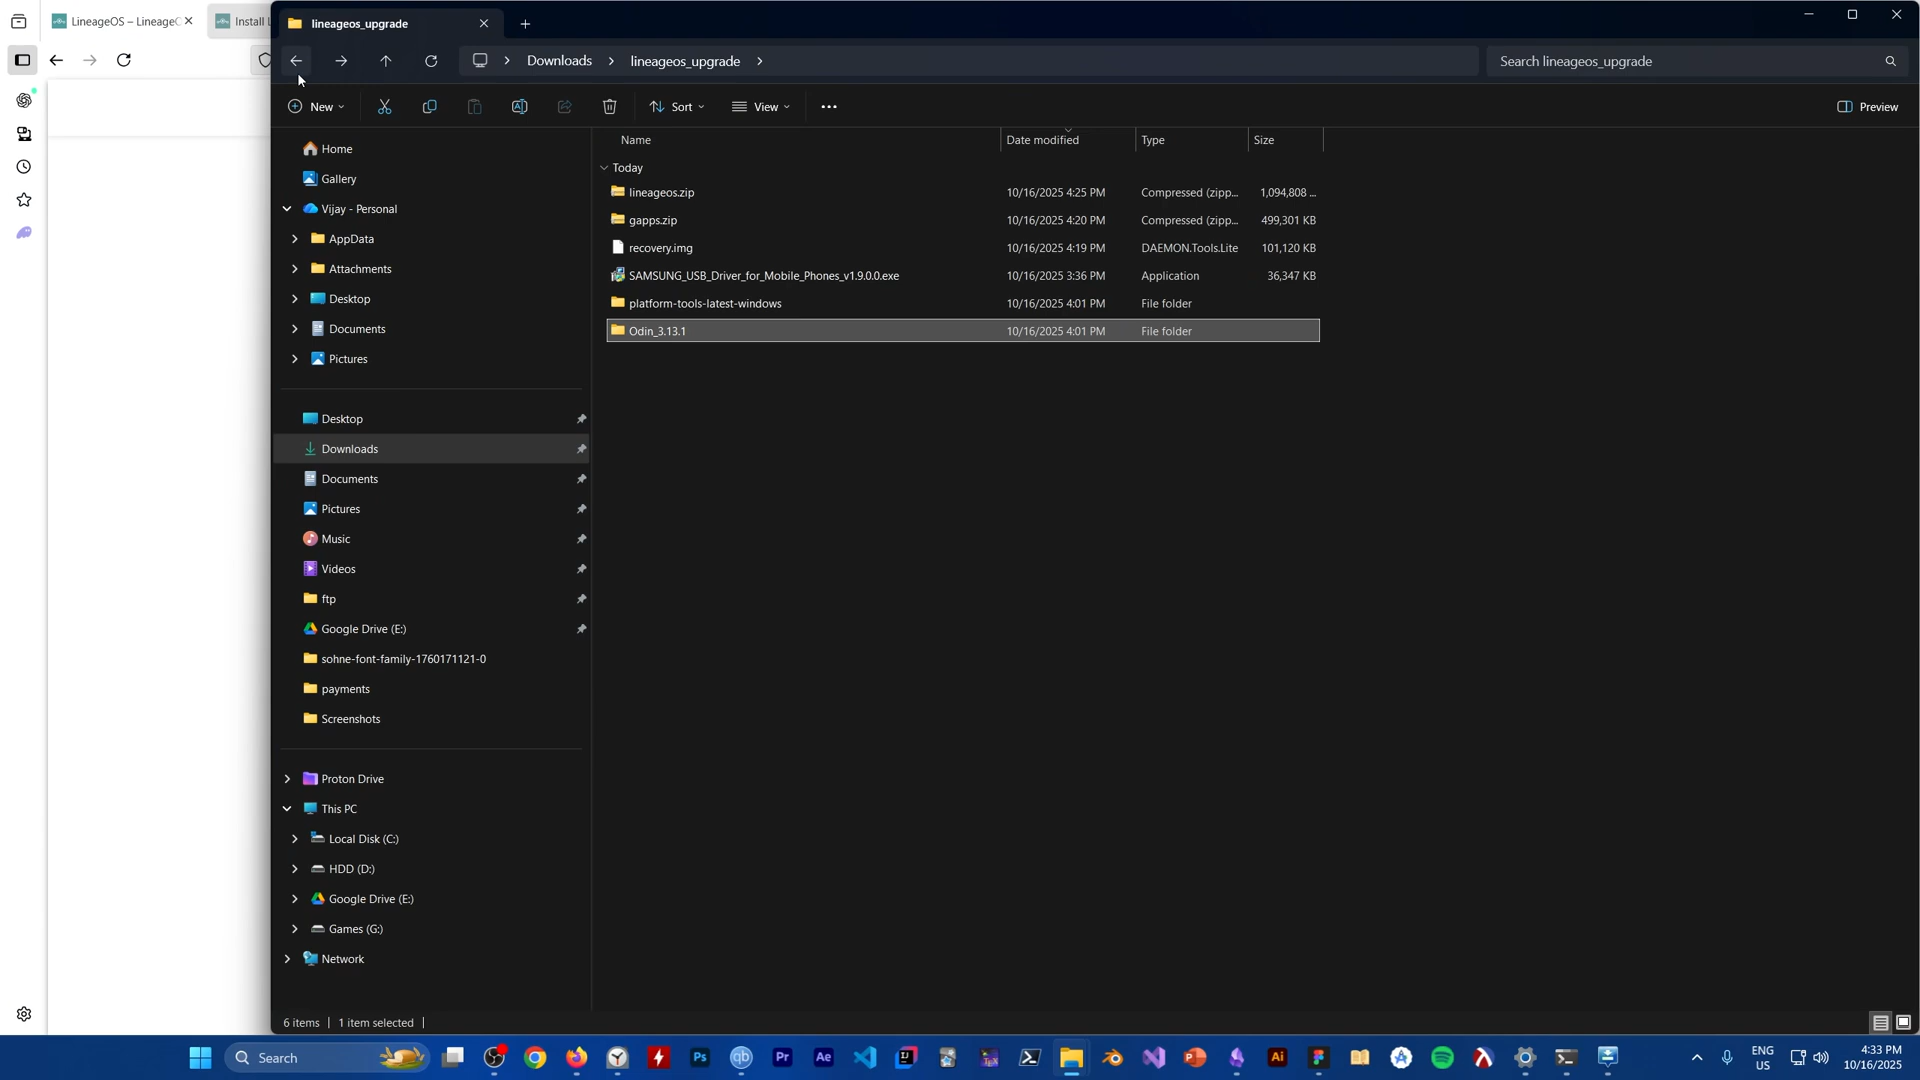 LineageOS – LineageO
Install L
lineageos_upgrade
Downloads
lineageos_upgrade
Search lineageos_upgrade
New
Sort
View
Preview
Name
Date modified
Type
Size
Today
lineageos.zip
10/16/2025 4:25 PM
Compressed (zipp...
1,094,808 ...
gapps.zip
10/16/2025 4:20 PM
Compressed (zipp...
499,301 KB
recovery.img
10/16/2025 4:19 PM
DAEMON.Tools.Lite
101,120 KB
SAMSUNG_USB_Driver_for_Mobile_Phones_v1.9.0.0.exe
10/16/2025 3:36 PM
Application
36,347 KB
platform-tools-latest-windows
10/16/2025 4:01 PM
File folder
Odin_3.13.1
10/16/2025 4:01 PM
File folder
Home
Gallery
Vijay - Personal
AppData
Attachments
Desktop
Documents
Pictures
Desktop
Downloads
Documents
Pictures
Music
Videos
ftp
Google Drive (E:)
sohne-font-family-1760171121-0
payments
Screenshots
Proton Drive
This PC
Local Disk (C:)
HDD (D:)
Google Drive (E:)
Games (G:)
Network
6 items
1 item selected
Search
Ps
qb
Pr
Ae
Ai
ENG
US
4:33 PM
10/16/2025